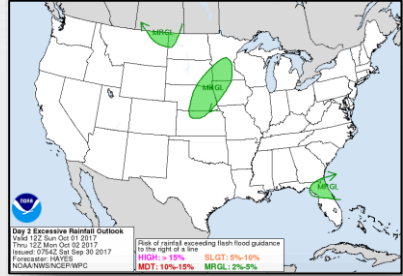 MRGL
MRGL
MRGL
NOAA
Day 2 Excessive Rainfall Outlook
Valid 12Z Sun Oct 01 2017
Thru 12Z Mon Oct 02 2017
Issued: 0754Z Sat Sep 30 2017
Forecaster: HAYES
NOAA/NWS/NCEP/WPC
Risk of rainfall exceeding flash flood guidance
to the right of a line
HIGH: > 15% SLGT: 5%-10%
MDT: 10%-15% MRGL: 2%-5%